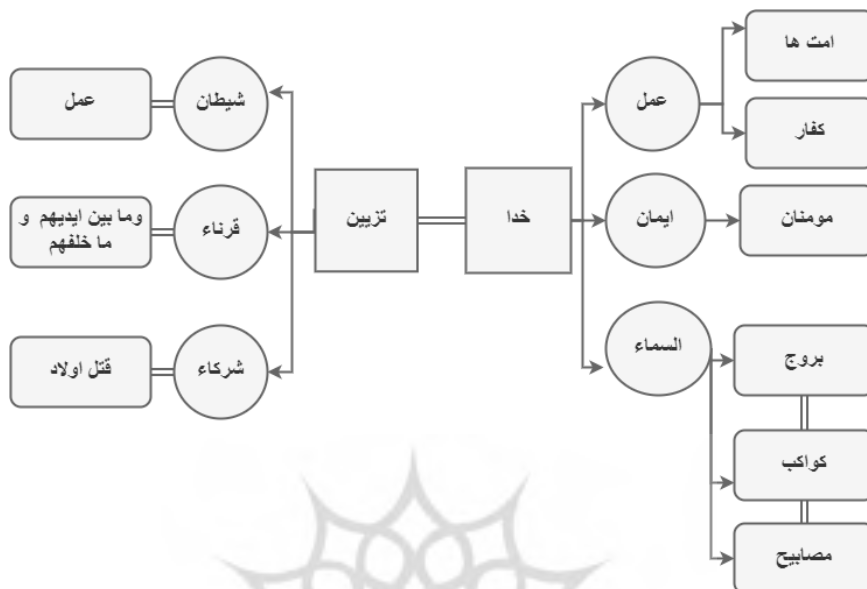 امت ها
عمل
کفار
شیطان
عمل
خدا
تزیین
ایمان
مومنان
قرناء
وما بین ایدیهم و
ما خلفهم
السماء
بروج
شرکاء
قتل اولاد
کواکب
مصابیح